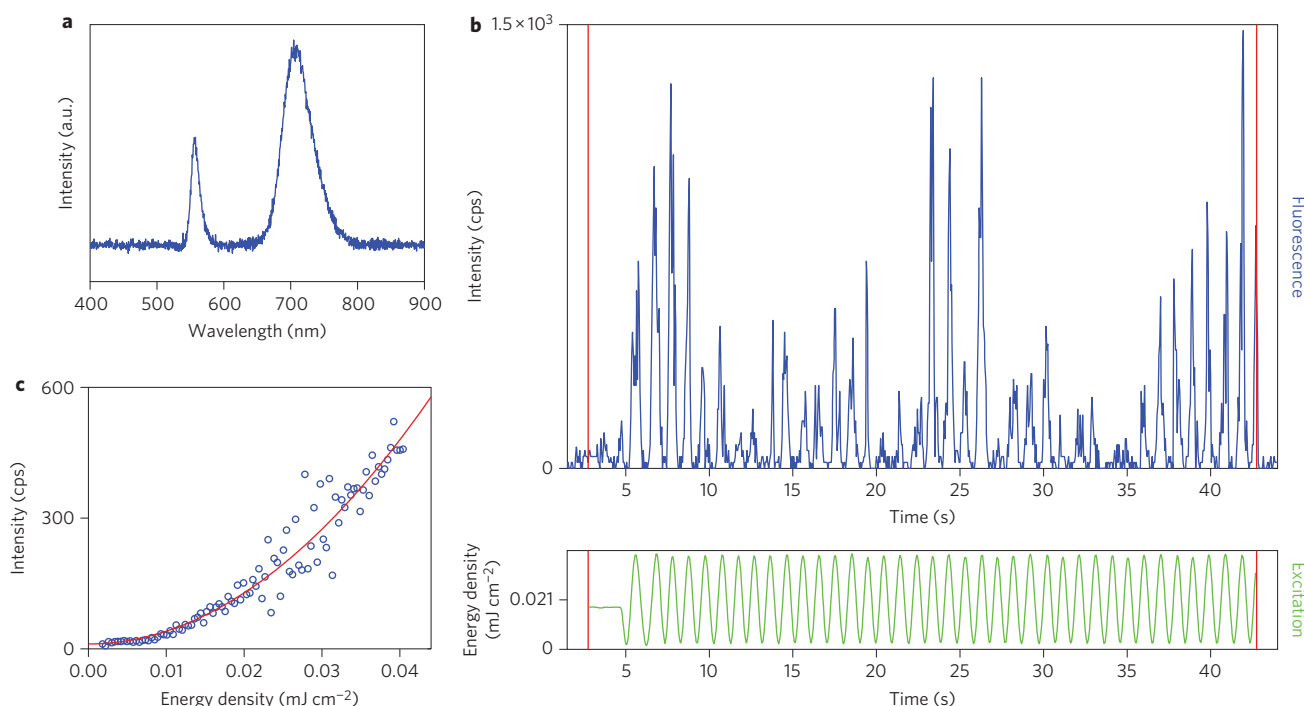 a
Intensity (a.u.)
400 500 600 700 800 900
Wavelength (nm)
b
1.5 × 10³
Intensity (cps)
0
5 10 15 20 25 30 35 40
Time (s)
Fluorescence
Energy density
(mJ cm⁻²)
0.021
0
5 10 15 20 25 30 35 40
Time (s)
Excitation
c
600
Intensity (cps)
300
0
0.00 0.01 0.02 0.03 0.04
Energy density (mJ cm⁻²)